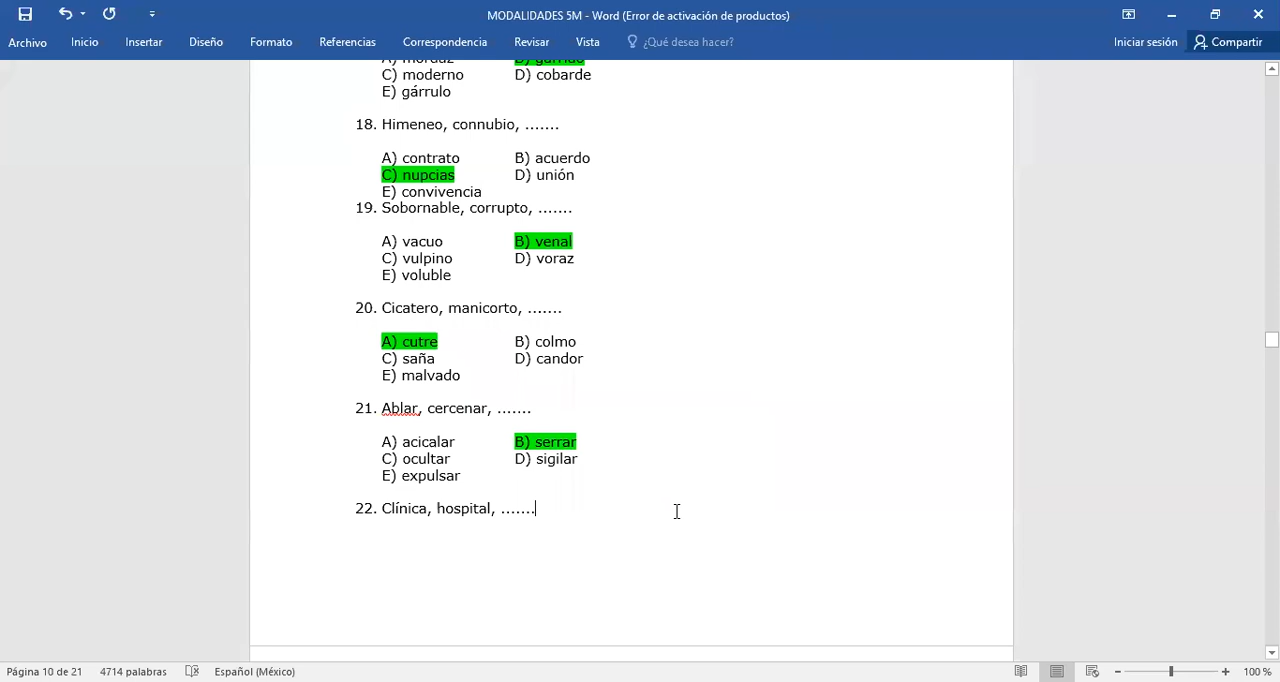 MODALIDADES 5M - Word (Error de activación de productos)
Archivo Inicio Insertar Diseño Formato Referencias Correspondencia Revisar Vista ¿Qué desea hacer? Iniciar sesión Compartir
A) mordaz B) garrido
C) moderno D) cobarde
E) gárrulo
18. Himeneo, connubio, .......
A) contrato B) acuerdo
C) nupcias D) unión
E) convivencia
19. Sobornable, corrupto, .......
A) vacuo B) venal
C) vulpino D) voraz
E) voluble
20. Cicatero, manicorto, .......
A) cutre B) colmo
C) saña D) candor
E) malvado
21. Ablar, cercenar, .......
A) acicalar B) serrar
C) ocultar D) sigilar
E) expulsar
22. Clínica, hospital, .......
Página 10 de 21 4714 palabras Español (México) 100 %